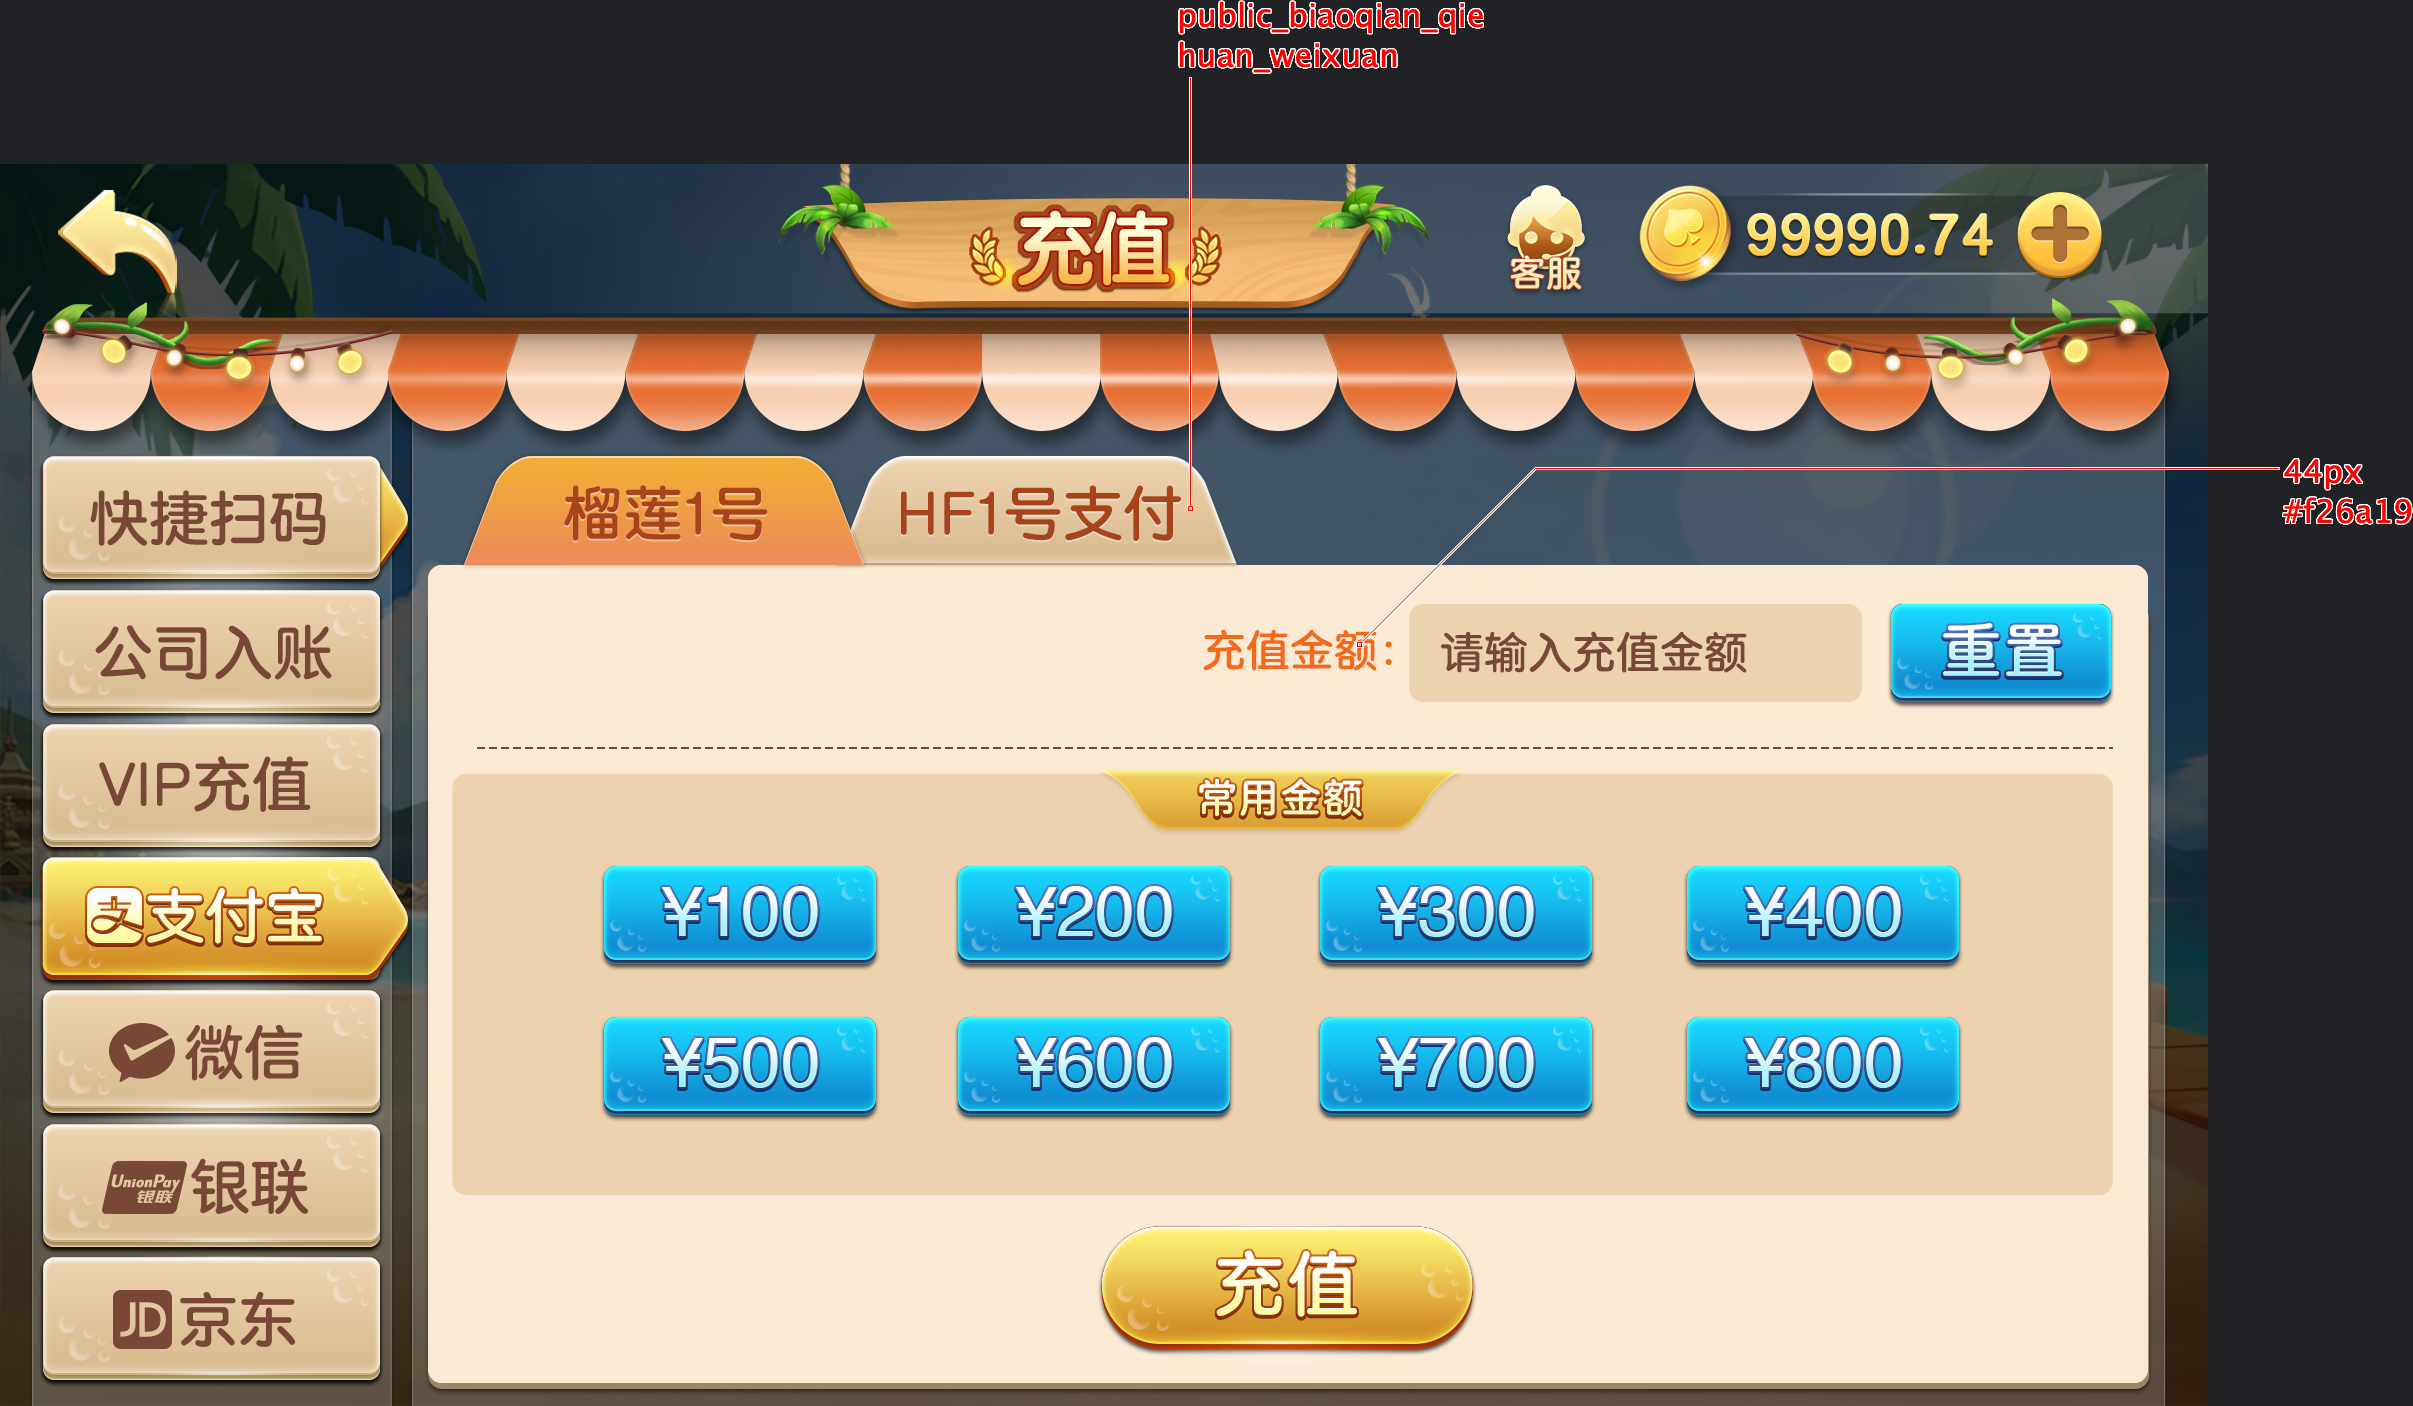 public_biaoqian_qie
huan_weixuan
充值
客服
99990.74
44px
#f26a19
快捷扫码
公司入账
VIP充值
支 支付宝
微信
UnionPay
银联
银联
JD 京东
榴莲1号
HF1号支付
充值金额:
请输入充值金额
重置
常用金额
¥100
¥200
¥300
¥400
¥500
¥600
¥700
¥800
充值